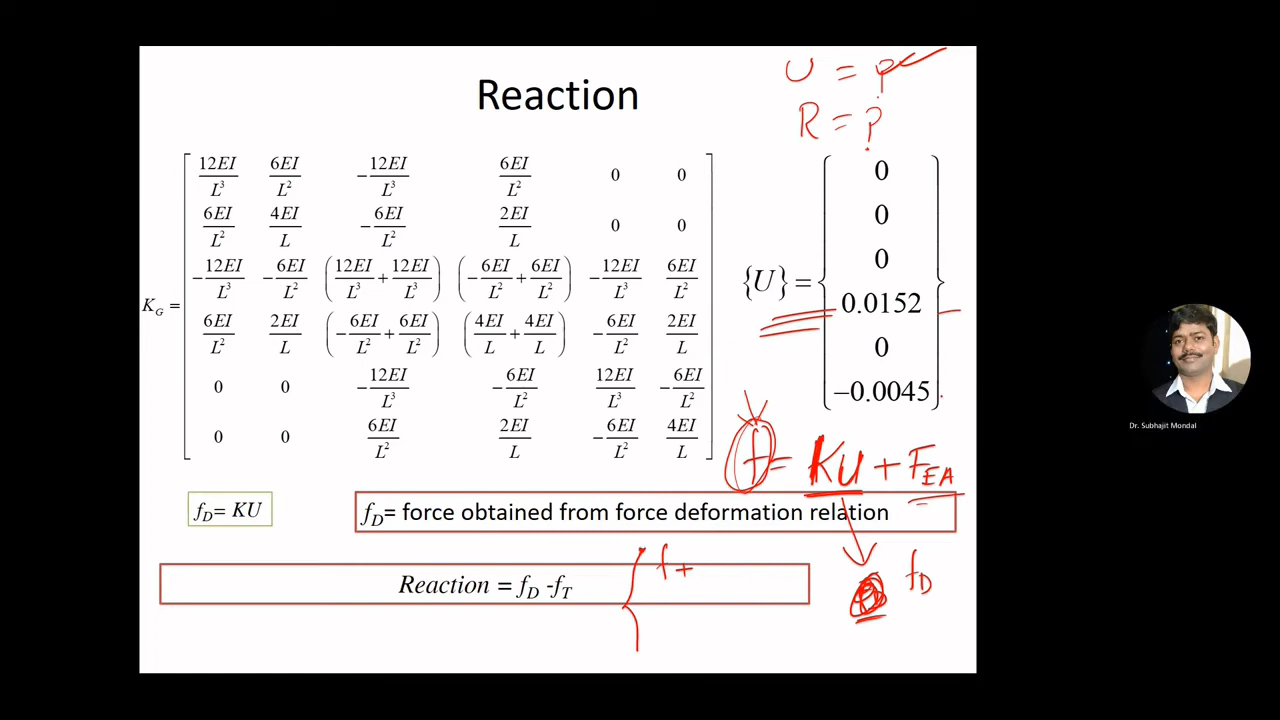 Reaction
U = ?
R = ?
K_G = [ 12EI/L³ 6EI/L² -12EI/L³ 6EI/L² 0 0
6EI/L² 4EI/L -6EI/L² 2EI/L 0 0
-12EI/L³ -6EI/L² (12EI/L³ + 12EI/L³) (-6EI/L² + 6EI/L²) -12EI/L³ 6EI/L²
6EI/L² 2EI/L (-6EI/L² + 6EI/L²) (4EI/L + 4EI/L) -6EI/L² 2EI/L
0 0 -12EI/L³ -6EI/L² 12EI/L³ -6EI/L²
0 0 6EI/L² 2EI/L -6EI/L² 4EI/L ]
{U} = { 0
0
0
0.0152
0
-0.0045 }
f = KU + F_EA
f_D = KU
f_D = force obtained from force deformation relation
Reaction = f_D -f_T
{ f +
f_D
Dr. Subhajit Mondal